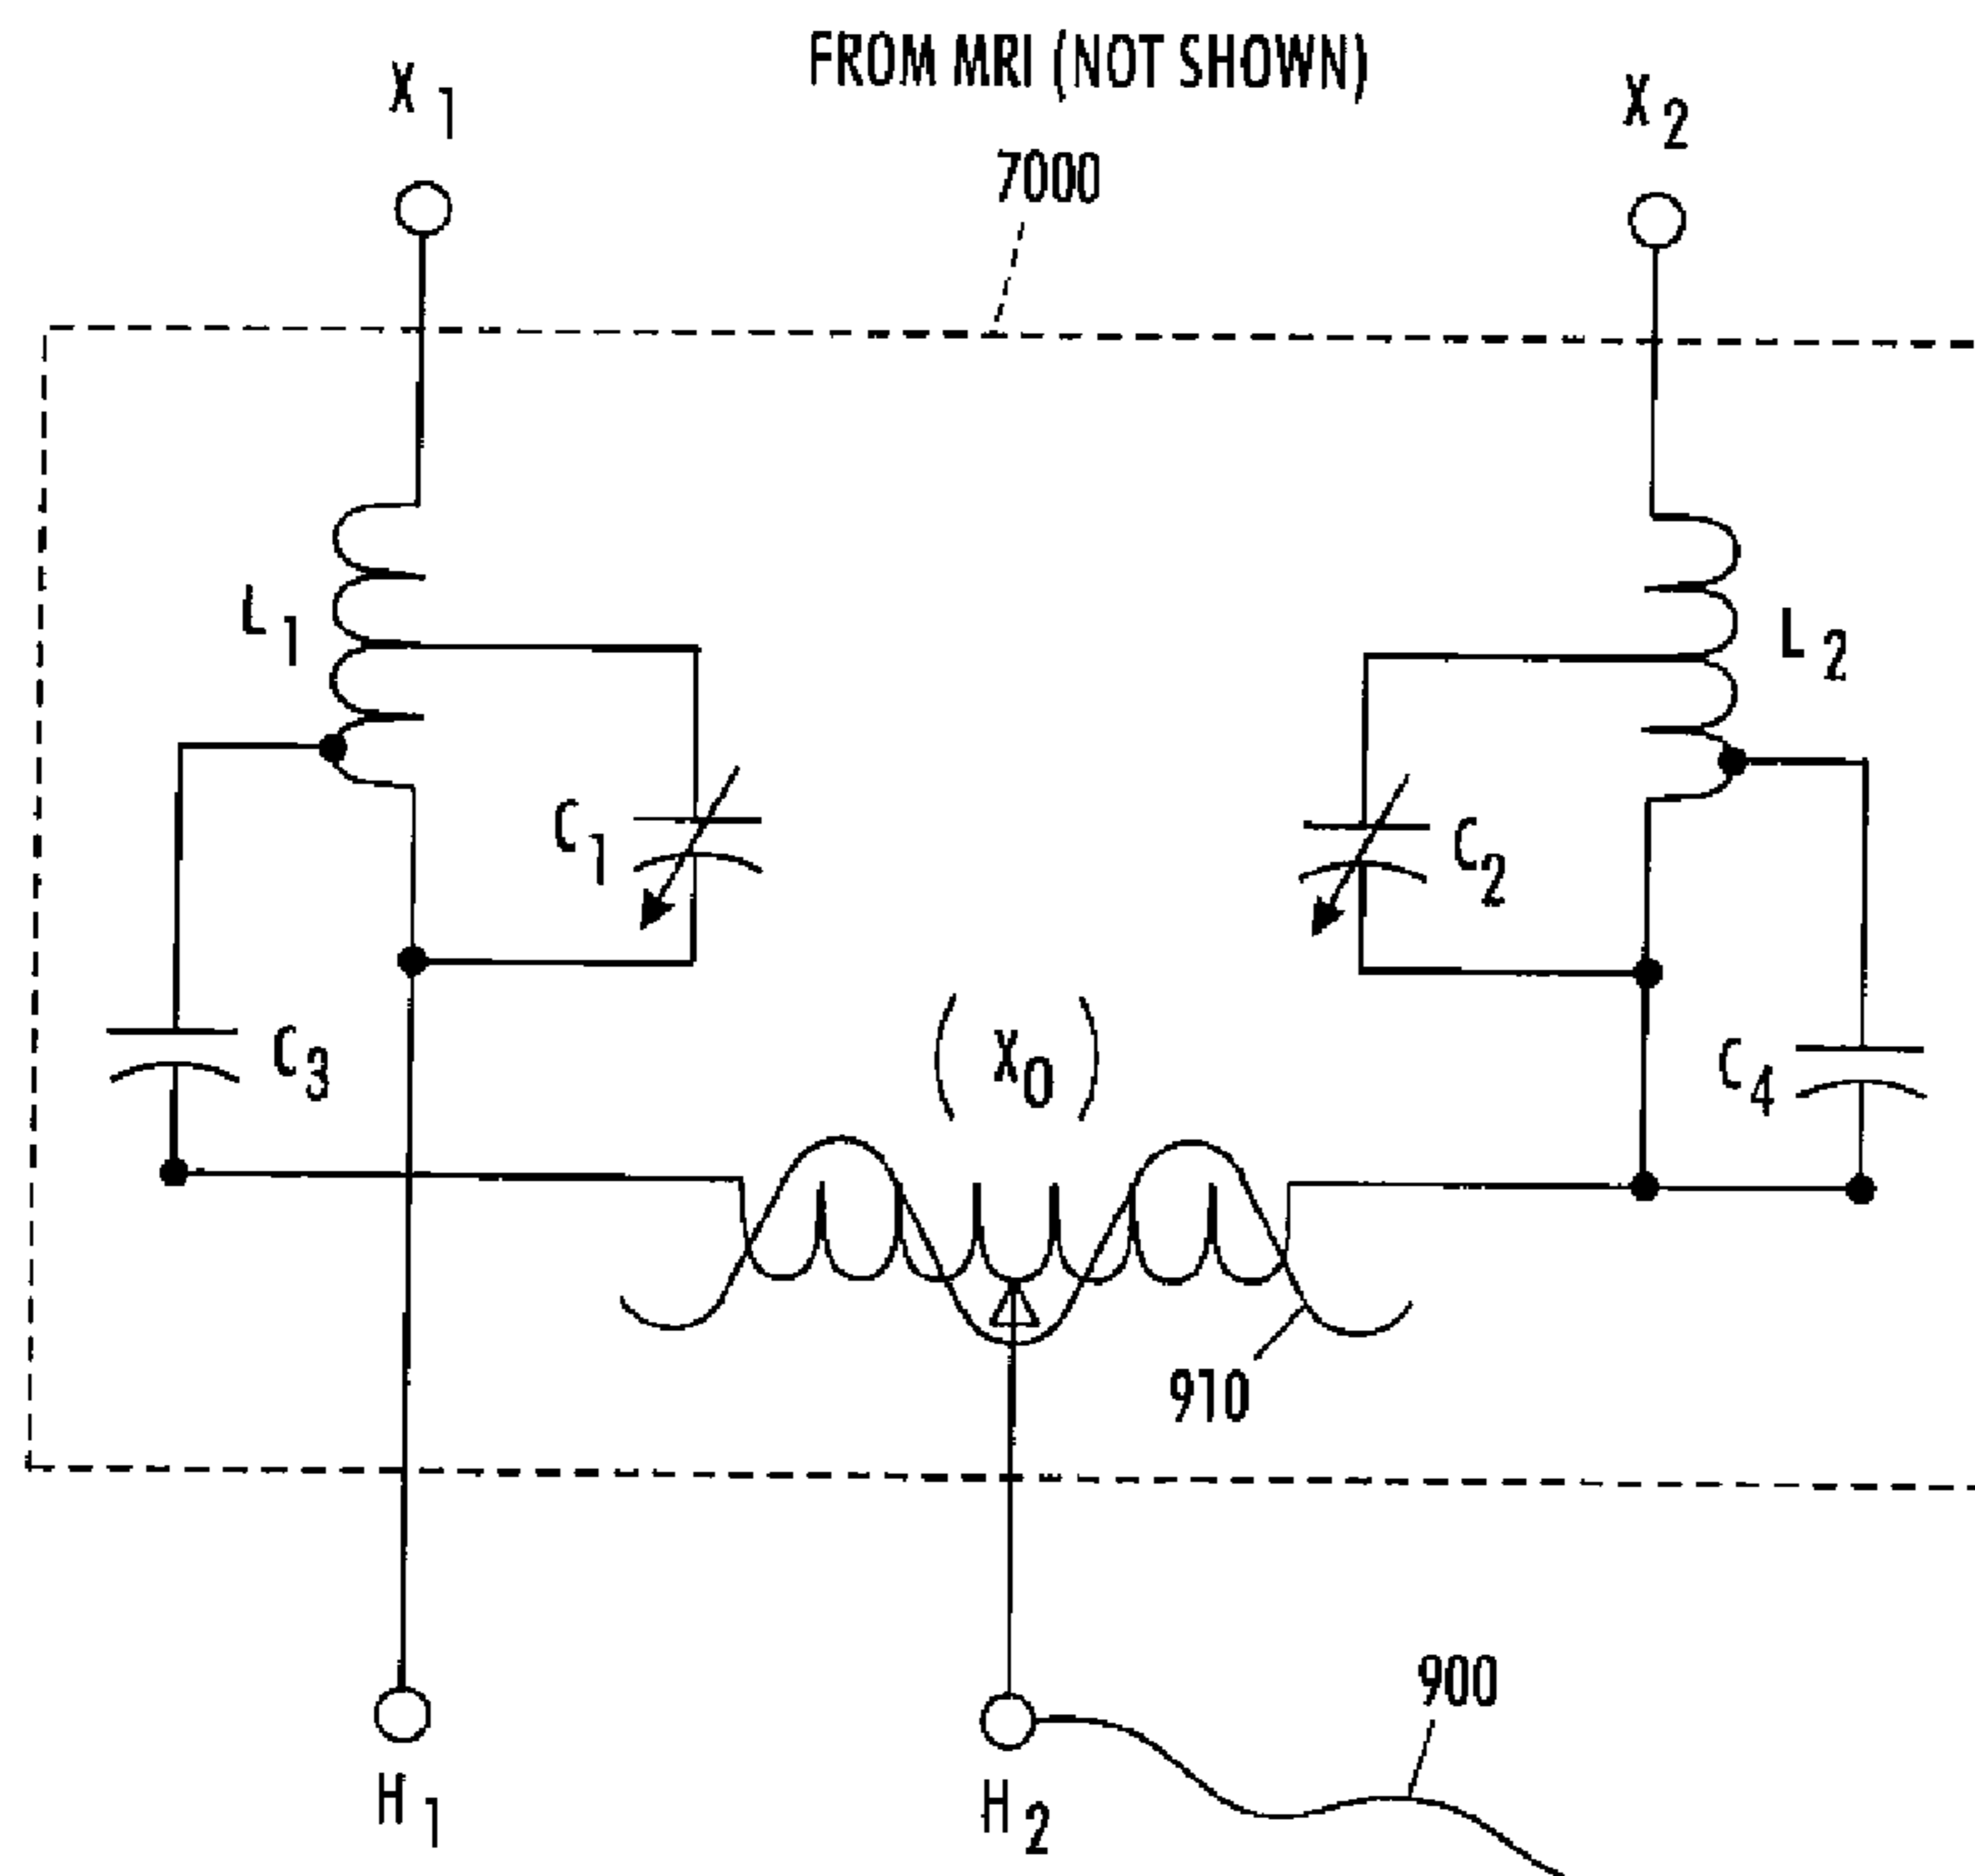 FROM MRI (NOT SHOWN)
X1
X2
7000
L1
L2
C1
C2
C3
(X0)
C4
910
900
H1
H2